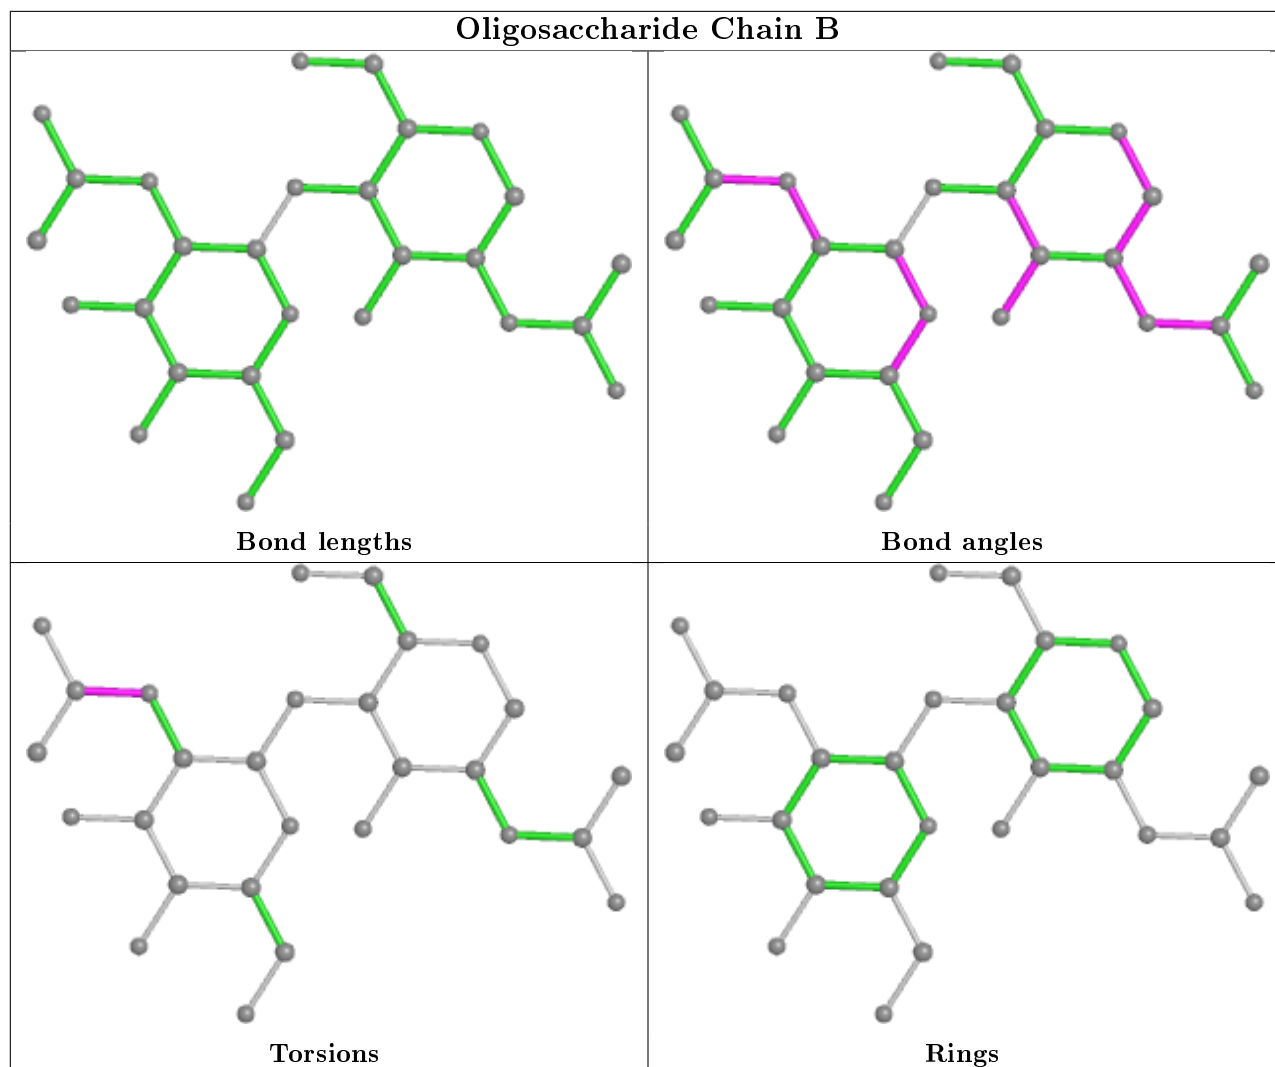 Oligosaccharide Chain B
Bond lengths
Bond angles
Torsions
Rings